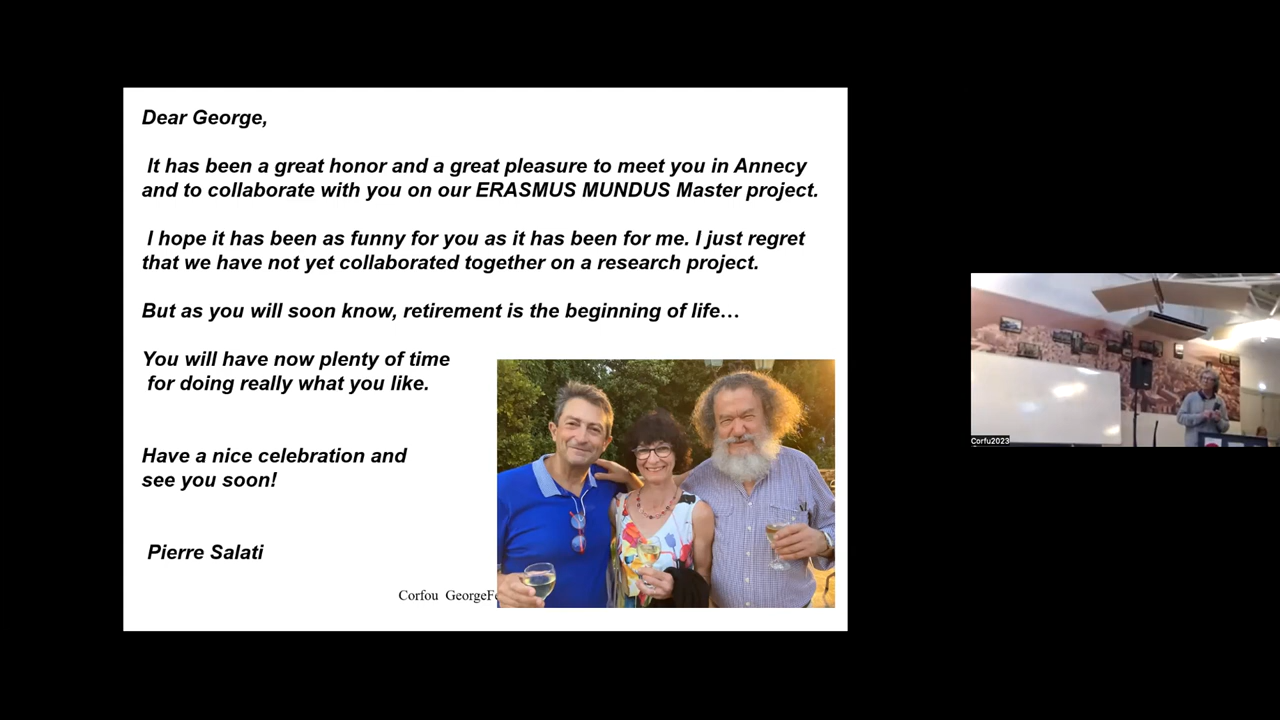 Dear George,
It has been a great honor and a great pleasure to meet you in Annecy
and to collaborate with you on our ERASMUS MUNDUS Master project.
I hope it has been as funny for you as it has been for me. I just regret
that we have not yet collaborated together on a research project.
But as you will soon know, retirement is the beginning of life…
You will have now plenty of time
for doing really what you like.
Have a nice celebration and
see you soon!
Pierre Salati
Corfou GeorgeFe
Corfu2023